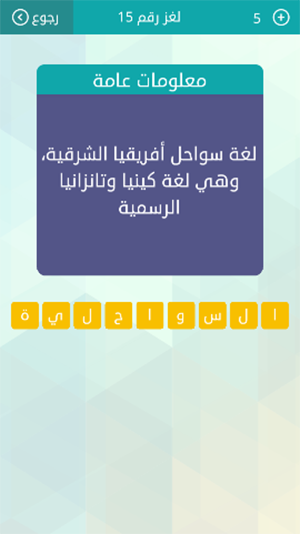 رجوع
لغز رقم 15
5
معلومات عامة
لغة سواحل أفريقيا الشرقية،
وهي لغة كينيا وتانزانيا
الرسمية
ا ل س و ا ح ل ي ة